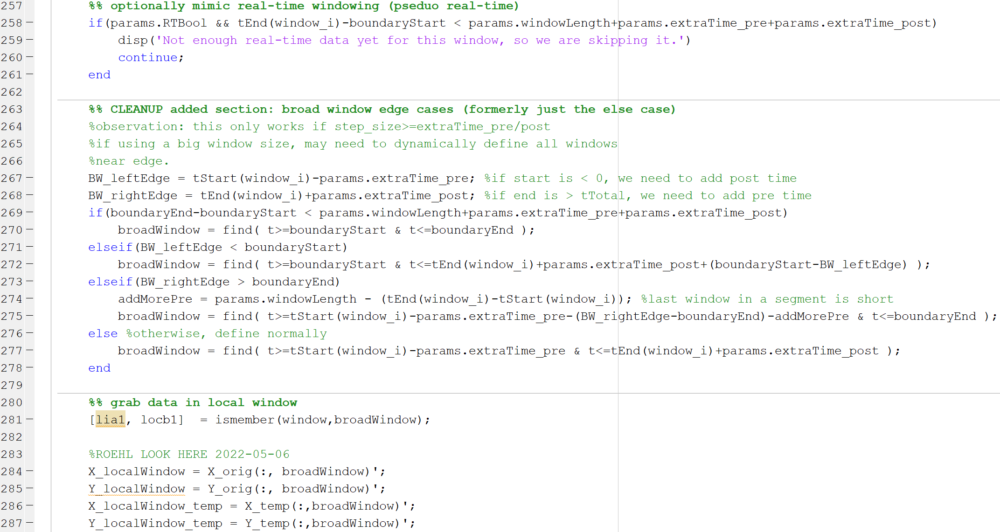 257 %% optionally mimic real-time windowing (pseduo real-time)
258 if(params.RTBool && tEnd(window_i)-boundaryStart < params.windowLength+params.extraTime_pre+params.extraTime_post)
259 disp('Not enough real-time data yet for this window, so we are skipping it.')
260 continue;
261 end
262
263 %% CLEANUP added section: broad window edge cases (formerly just the else case)
264 %observation: this only works if step_size>=extraTime_pre/post
265 %if using a big window size, may need to dynamically define all windows
266 %near edge.
267 BW_leftEdge = tStart(window_i)-params.extraTime_pre; %if start is < 0, we need to add post time
268 BW_rightEdge = tEnd(window_i)+params.extraTime_post; %if end is > tTotal, we need to add pre time
269 if(boundaryEnd-boundaryStart < params.windowLength+params.extraTime_pre+params.extraTime_post)
270 broadWindow = find( t>=boundaryStart & t<=boundaryEnd );
271 elseif(BW_leftEdge < boundaryStart)
272 broadWindow = find( t>=boundaryStart & t<=tEnd(window_i)+params.extraTime_post+(boundaryStart-BW_leftEdge) );
273 elseif(BW_rightEdge > boundaryEnd)
274 addMorePre = params.windowLength - (tEnd(window_i)-tStart(window_i)); %last window in a segment is short
275 broadWindow = find( t>=tStart(window_i)-params.extraTime_pre-(BW_rightEdge-boundaryEnd)-addMorePre & t<=boundaryEnd );
276 else %otherwise, define normally
277 broadWindow = find( t>=tStart(window_i)-params.extraTime_pre & t<=tEnd(window_i)+params.extraTime_post );
278 end
279
280 %% grab data in local window
281 [lia1, locb1]  = ismember(window,broadWindow);
282
283 %ROEHL LOOK HERE 2022-05-06
284 X_localWindow = X_orig(:, broadWindow)';
285 Y_localWindow = Y_orig(:, broadWindow)';
286 X_localWindow_temp = X_temp(:,broadWindow)';
287 Y_localWindow_temp = Y_temp(:,broadWindow)';